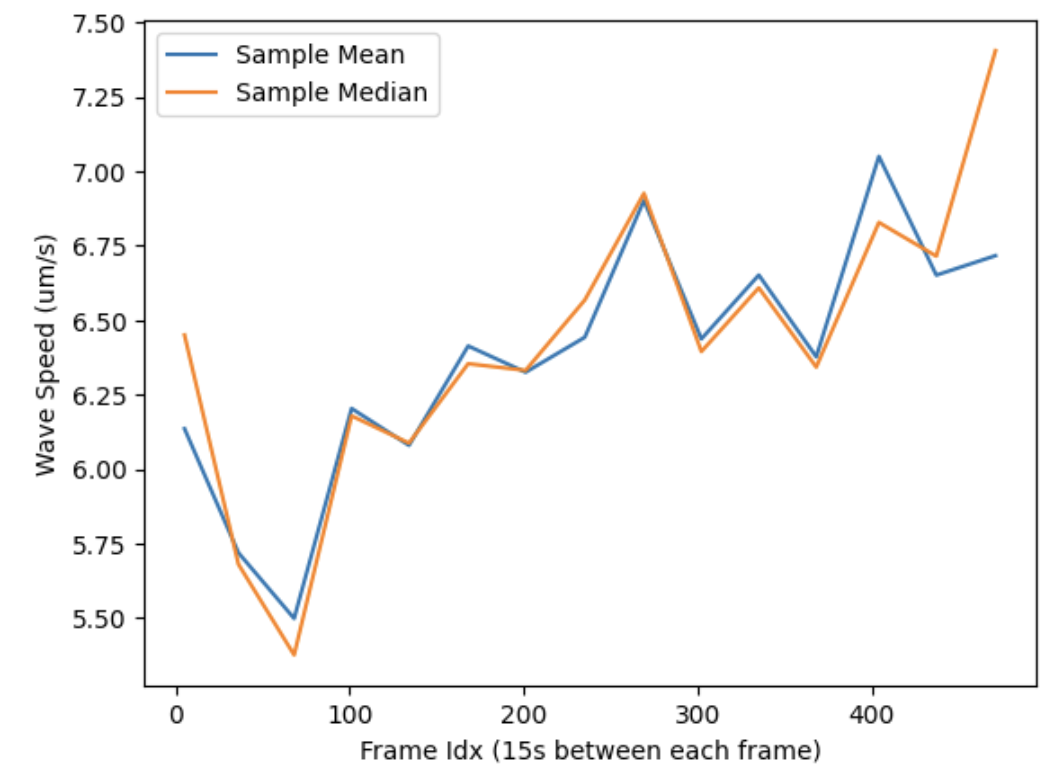 7.50
Sample Mean
Sample Median
7.25
7.00
6.75
6.50
6.25
6.00
5.75
5.50
Wave Speed (um/s)
0 100 200 300 400
Frame Idx (15s between each frame)